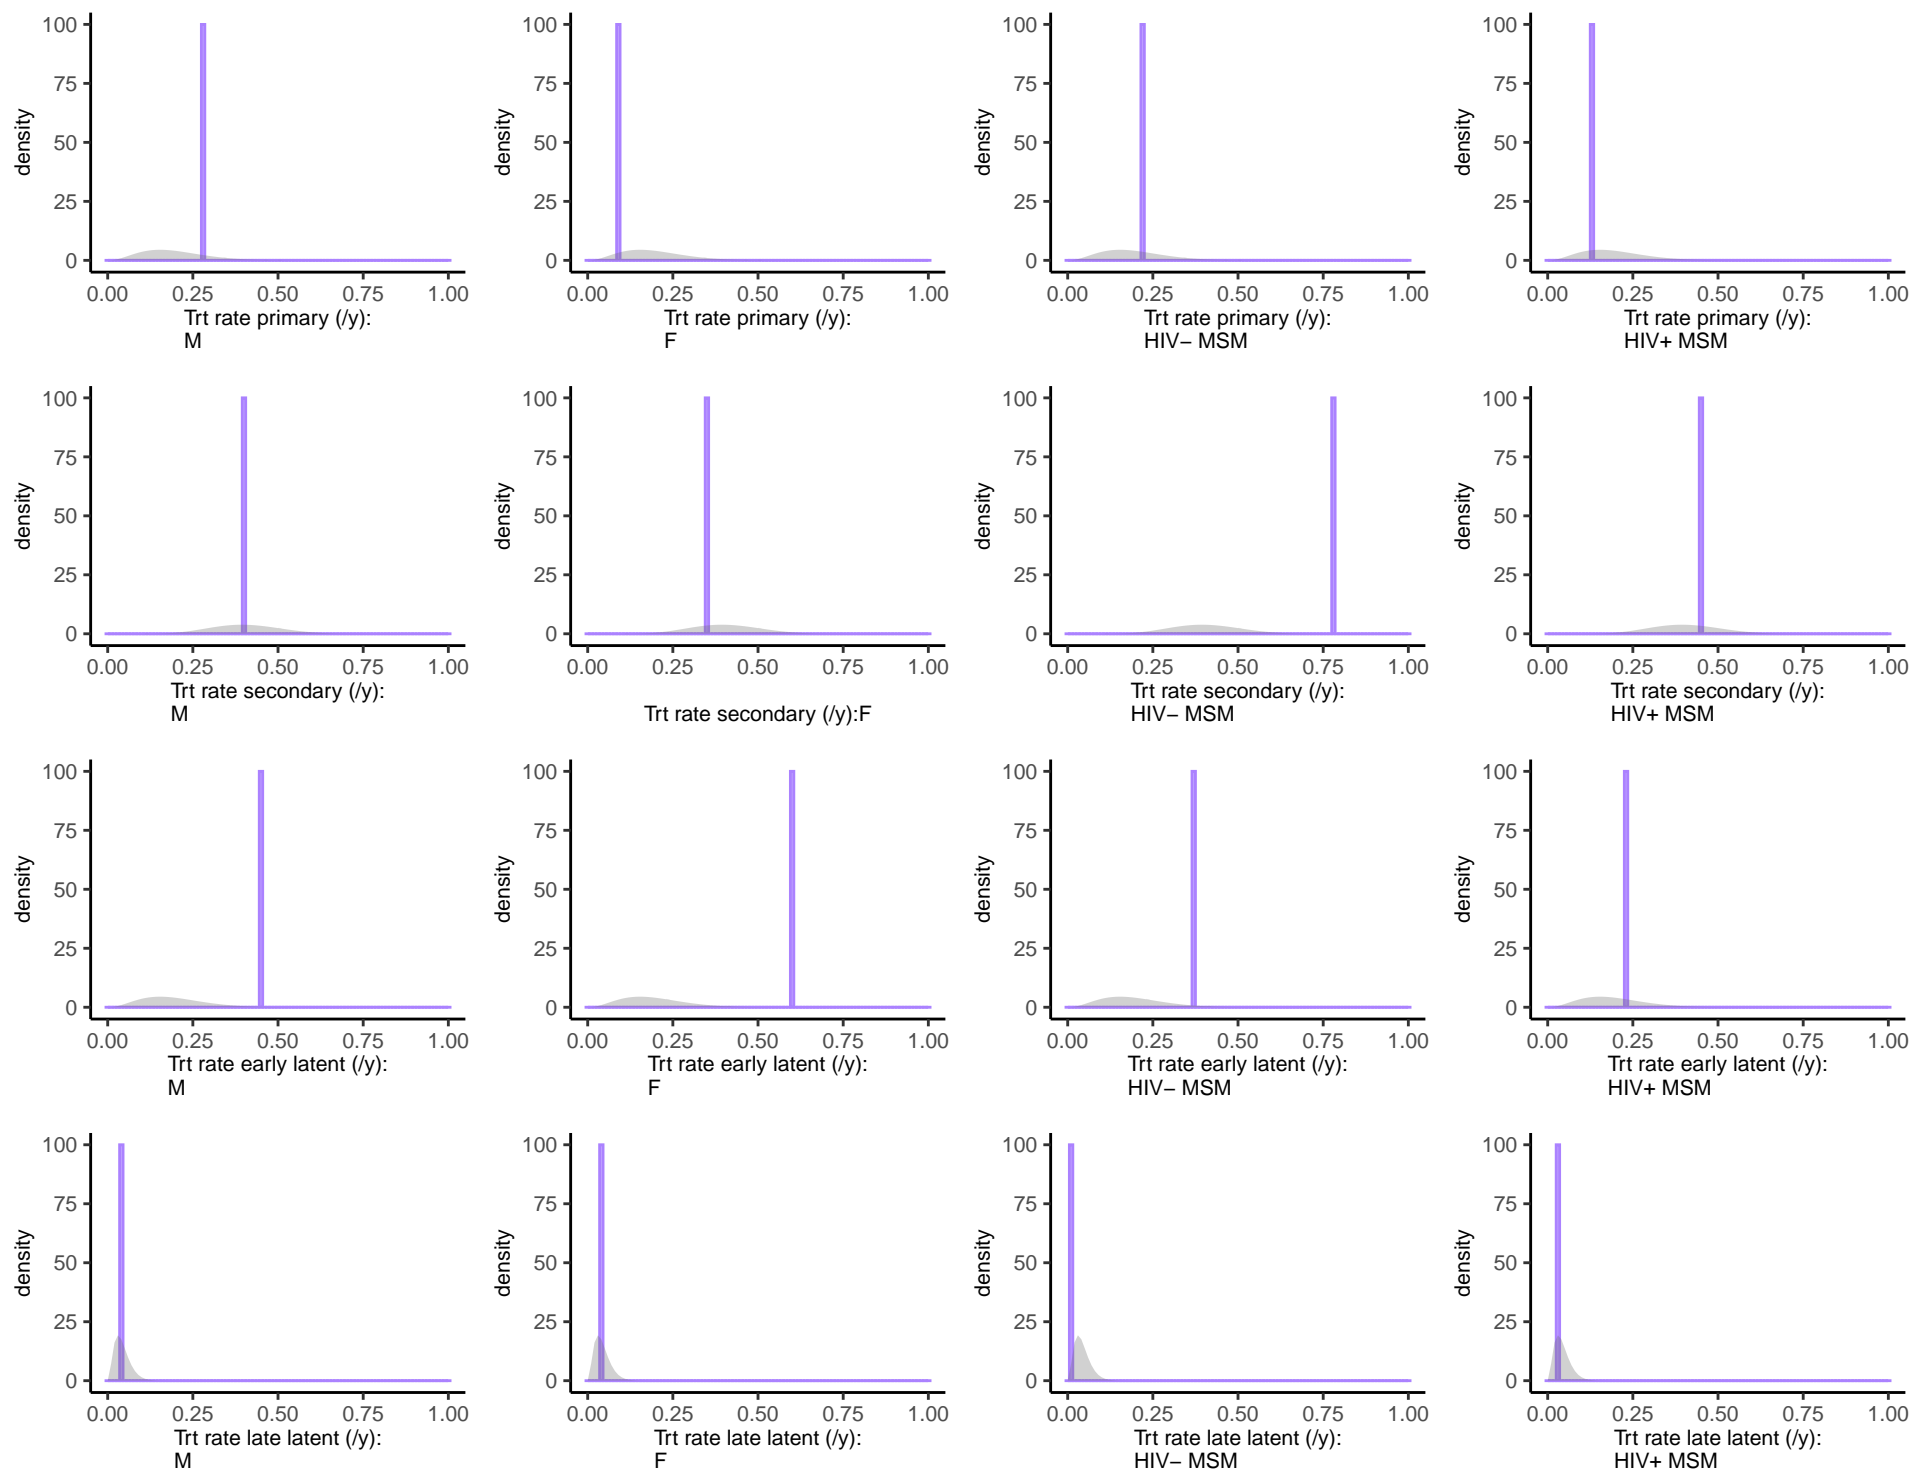 100
75
50
25
0
density
0.00 0.25 0.50 0.75 1.00
Trt rate primary (/y):
M
100
75
50
25
0
density
0.00 0.25 0.50 0.75 1.00
Trt rate primary (/y):
F
100
75
50
25
0
density
0.00 0.25 0.50 0.75 1.00
Trt rate primary (/y):
HIV− MSM
100
75
50
25
0
density
0.00 0.25 0.50 0.75 1.00
Trt rate primary (/y):
HIV+ MSM
100
75
50
25
0
density
0.00 0.25 0.50 0.75 1.00
Trt rate secondary (/y):
M
100
75
50
25
0
density
0.00 0.25 0.50 0.75 1.00
Trt rate secondary (/y):F
100
75
50
25
0
density
0.00 0.25 0.50 0.75 1.00
Trt rate secondary (/y):
HIV− MSM
100
75
50
25
0
density
0.00 0.25 0.50 0.75 1.00
Trt rate secondary (/y):
HIV+ MSM
100
75
50
25
0
density
0.00 0.25 0.50 0.75 1.00
Trt rate early latent (/y):
M
100
75
50
25
0
density
0.00 0.25 0.50 0.75 1.00
Trt rate early latent (/y):
F
100
75
50
25
0
density
0.00 0.25 0.50 0.75 1.00
Trt rate early latent (/y):
HIV− MSM
100
75
50
25
0
density
0.00 0.25 0.50 0.75 1.00
Trt rate early latent (/y):
HIV+ MSM
100
75
50
25
0
density
0.00 0.25 0.50 0.75 1.00
Trt rate late latent (/y):
M
100
75
50
25
0
density
0.00 0.25 0.50 0.75 1.00
Trt rate late latent (/y):
F
100
75
50
25
0
density
0.00 0.25 0.50 0.75 1.00
Trt rate late latent (/y):
HIV− MSM
100
75
50
25
0
density
0.00 0.25 0.50 0.75 1.00
Trt rate late latent (/y):
HIV+ MSM